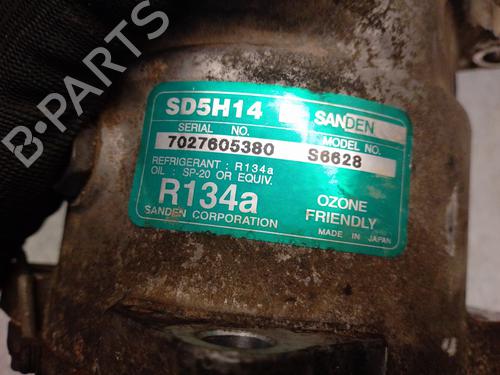 SD5H14 SANDEN
SERIAL NO. MODEL NO.
7027605380 S6628
REFRIGERANT : R134a
OIL : SP-20 OR EQUIV.
R134a
SANDEN CORPORATION
OZONE
FRIENDLY
MADE IN JAPAN
B-PARTS